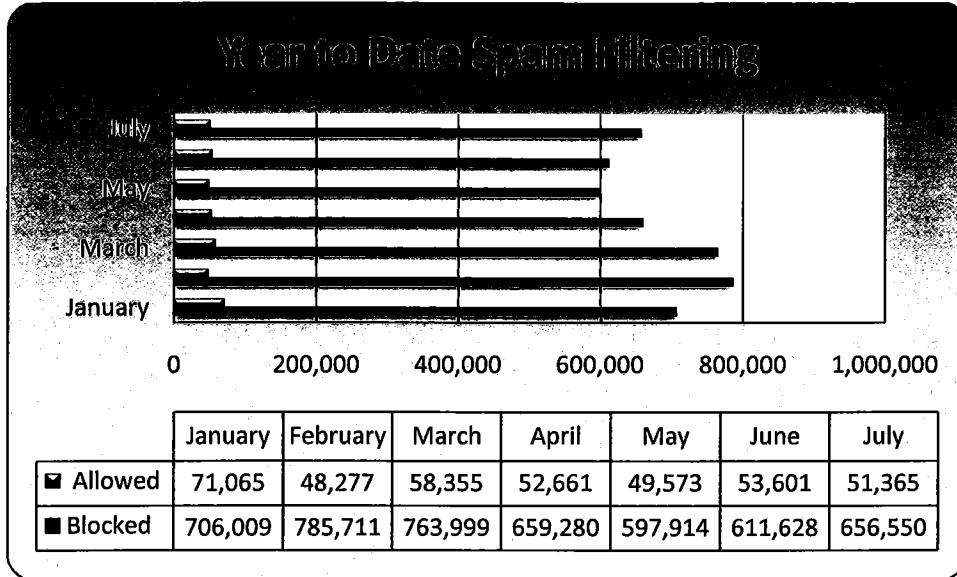 Year to Date Spam Filtering
July
May
March
January
0 200,000 400,000 600,000 800,000 1,000,000
January February March April May June July
Allowed 71,065 48,277 58,355 52,661 49,573 53,601 51,365
Blocked 706,009 785,711 763,999 659,280 597,914 611,628 656,550